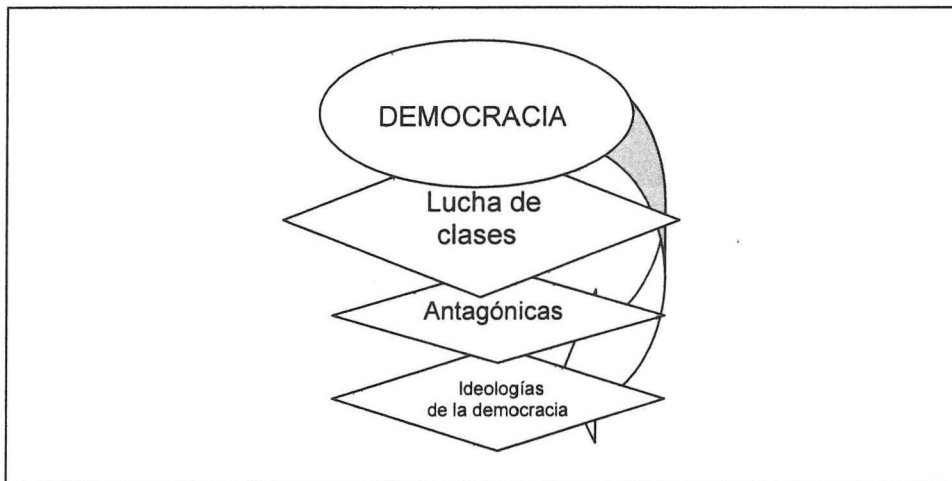 DEMOCRACIA
Lucha de
clases
Antagónicas
Ideologías
de la democracia